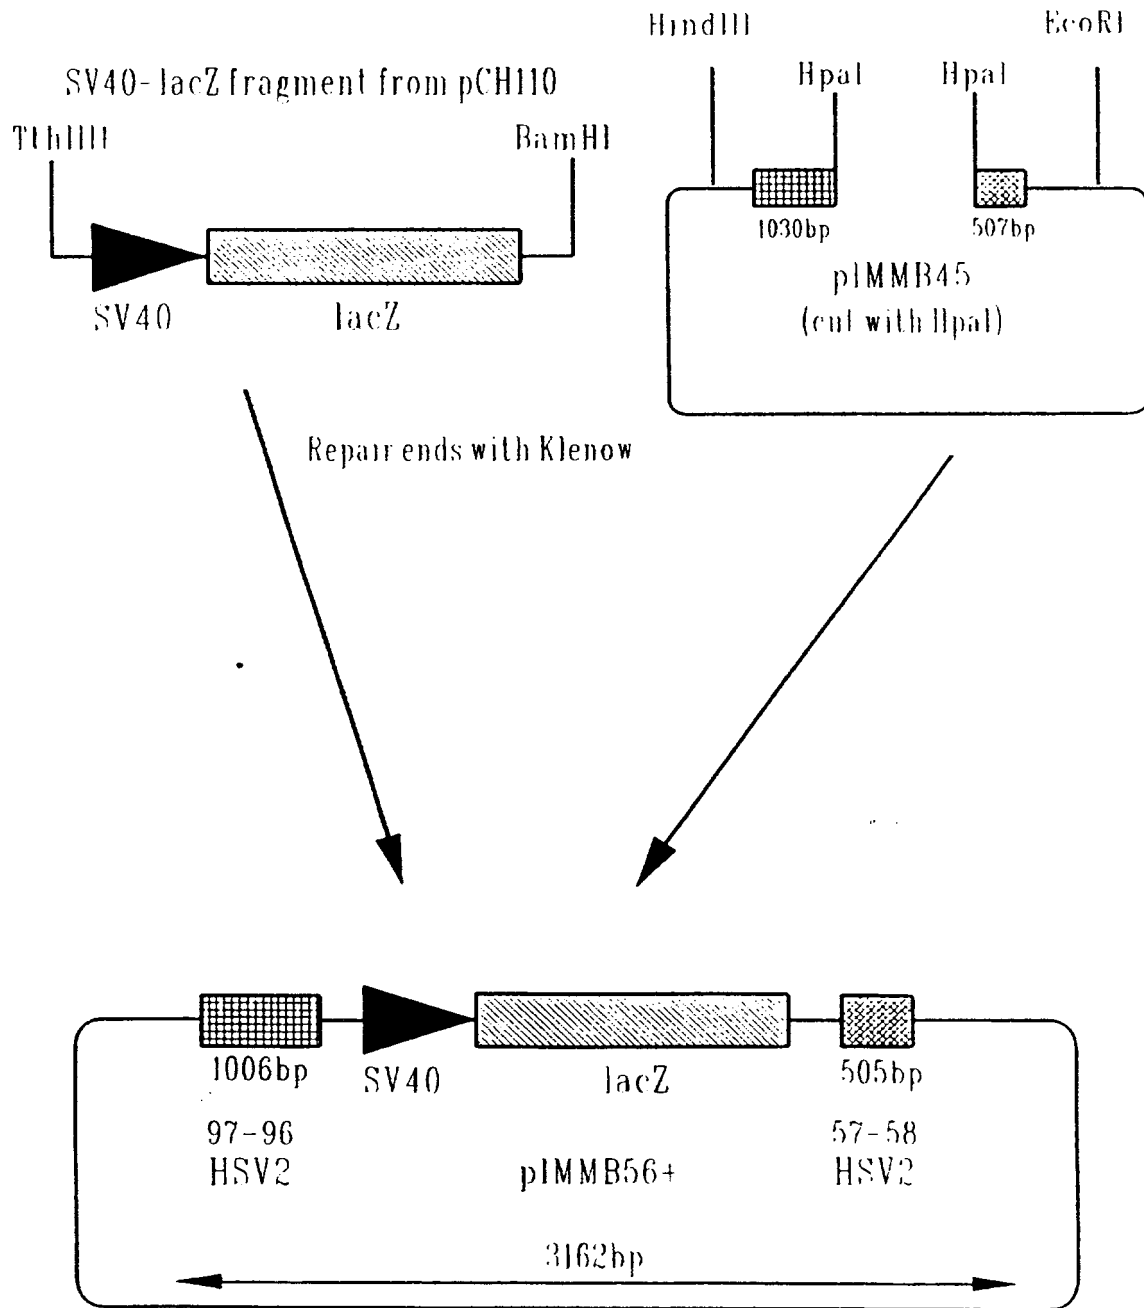 SV40-lacZ fragment from pCH110
TthIIII
BamHI
SV40
lacZ
HindIII
EcoRI
HpaI
HpaI
1030bp
507bp
pIMMB45
(cut with HpaI)
Repair ends with Klenow
1006bp
SV40
lacZ
505bp
97-96
HSV2
pIMMB56+
57-58
HSV2
3162bp